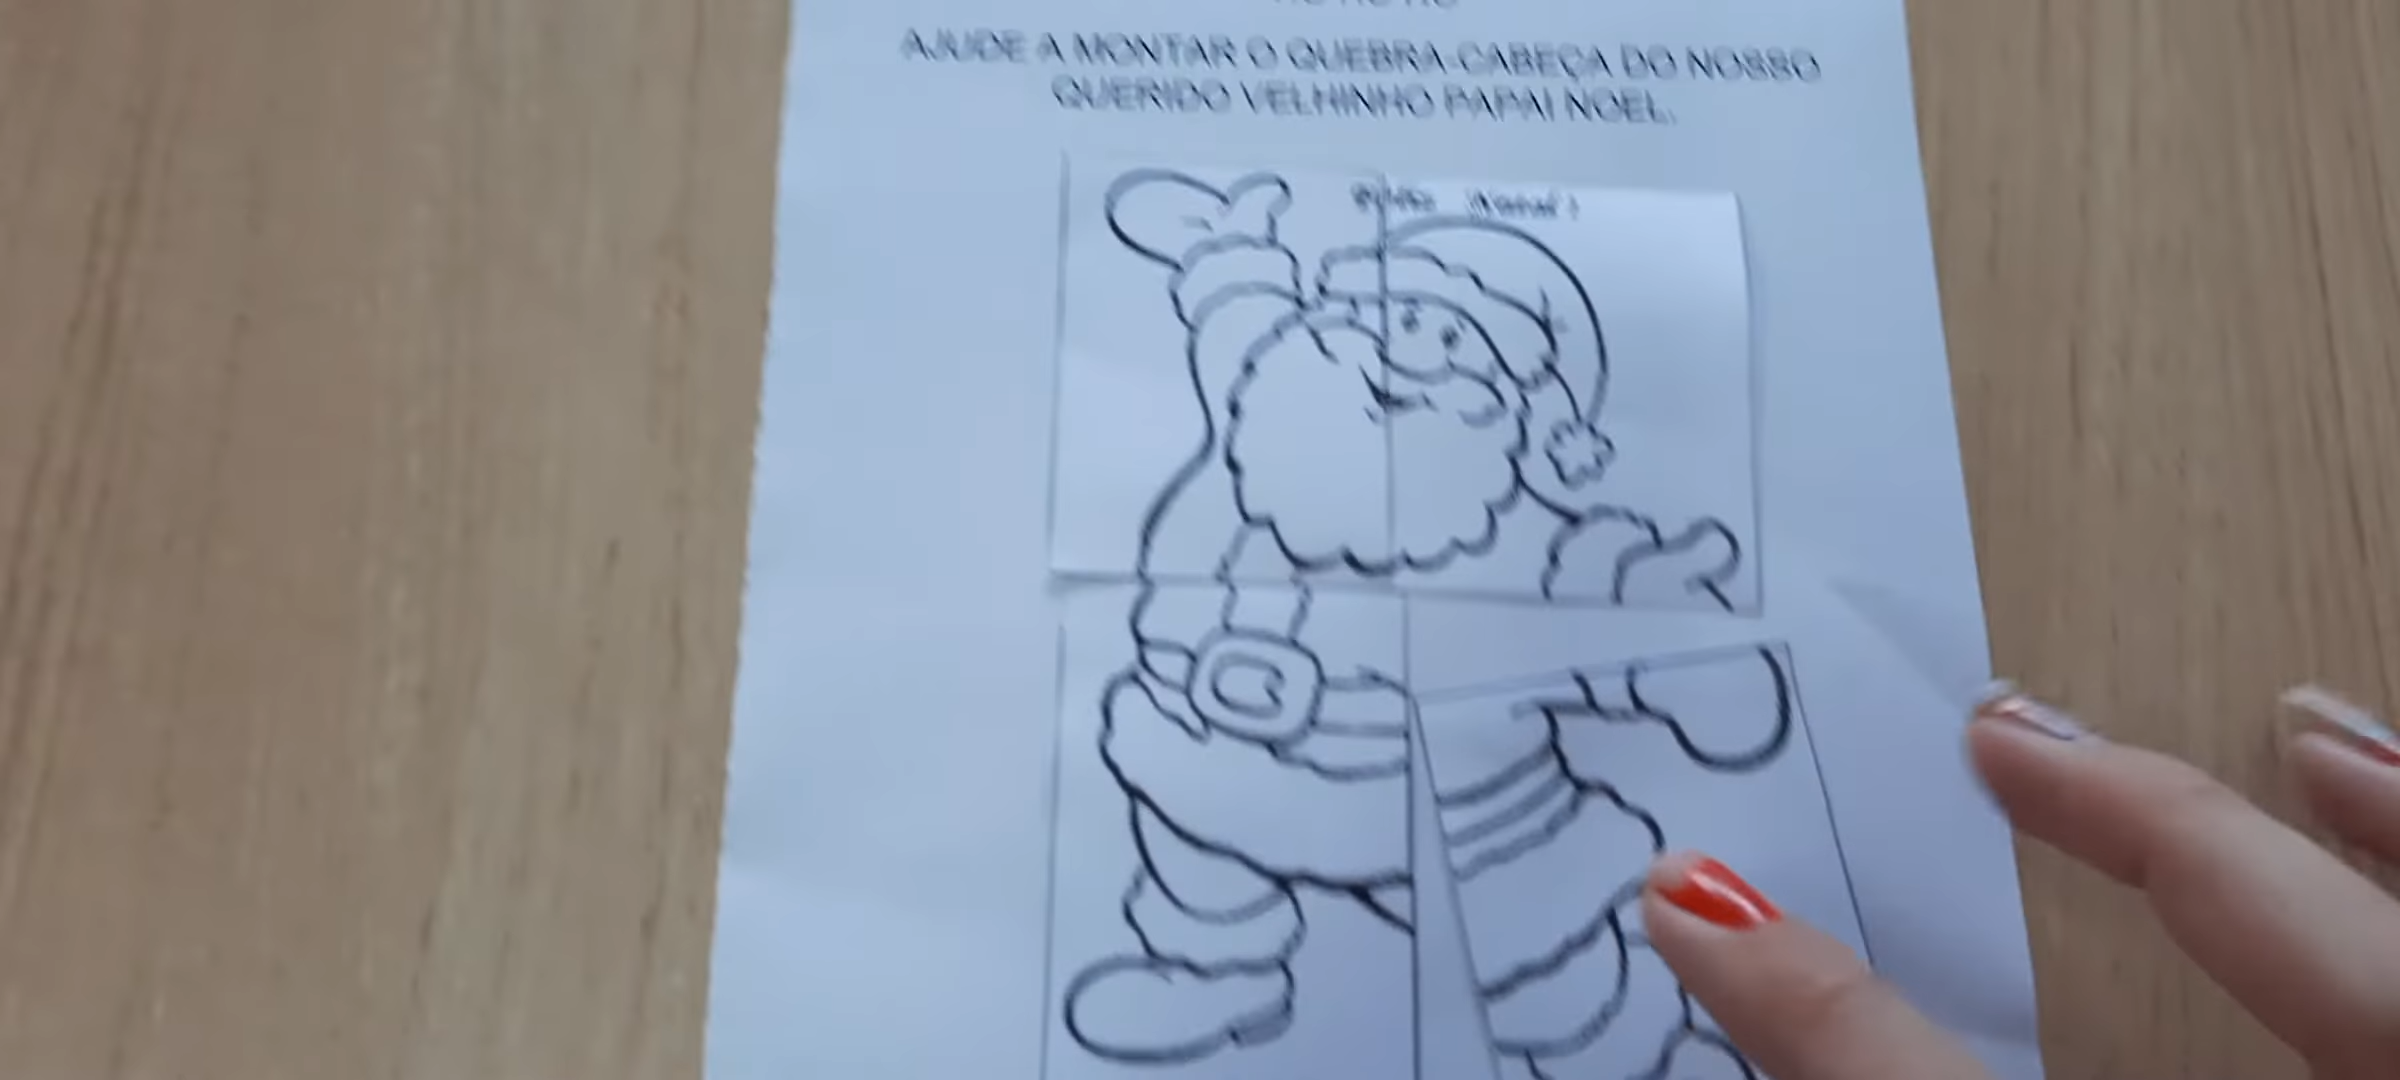 AJUDE A MONTAR O QUEBRA-CABEÇA DO NOSSO
QUERIDO VELHINHO PAPAI NOEL.